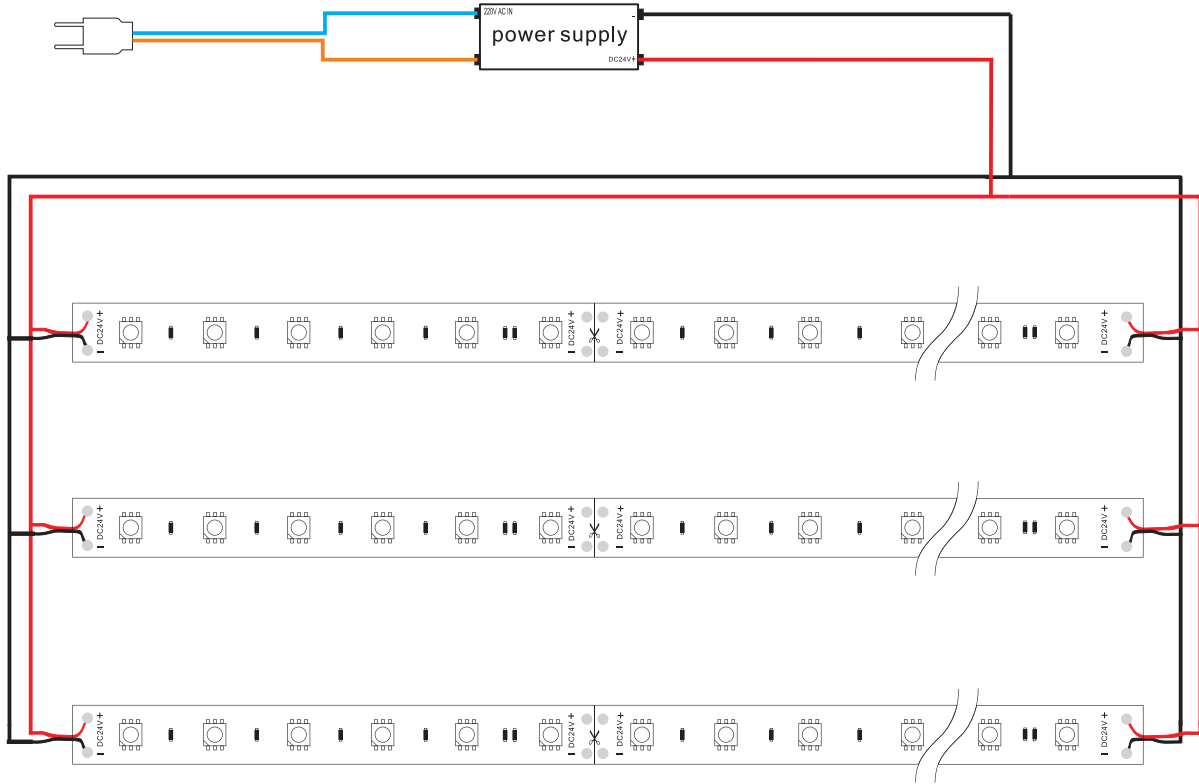 220V AC IN
-
power supply
DC24V+
− DC24V +
− DC24V +
− DC24V +
− DC24V +
− DC24V +
− DC24V +
− DC24V +
− DC24V +
− DC24V +
− DC24V +
− DC24V +
− DC24V +